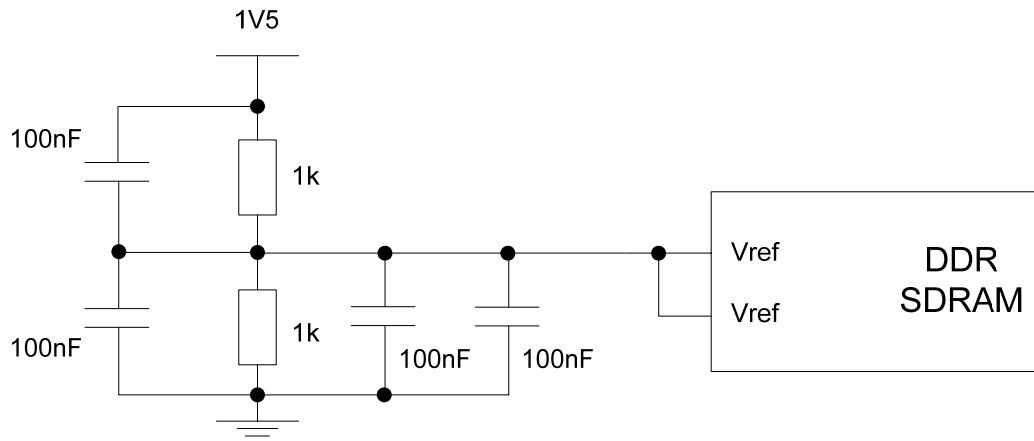 1V5
100nF
1k
Vref
DDR
SDRAM
Vref
1k
100nF
100nF
100nF